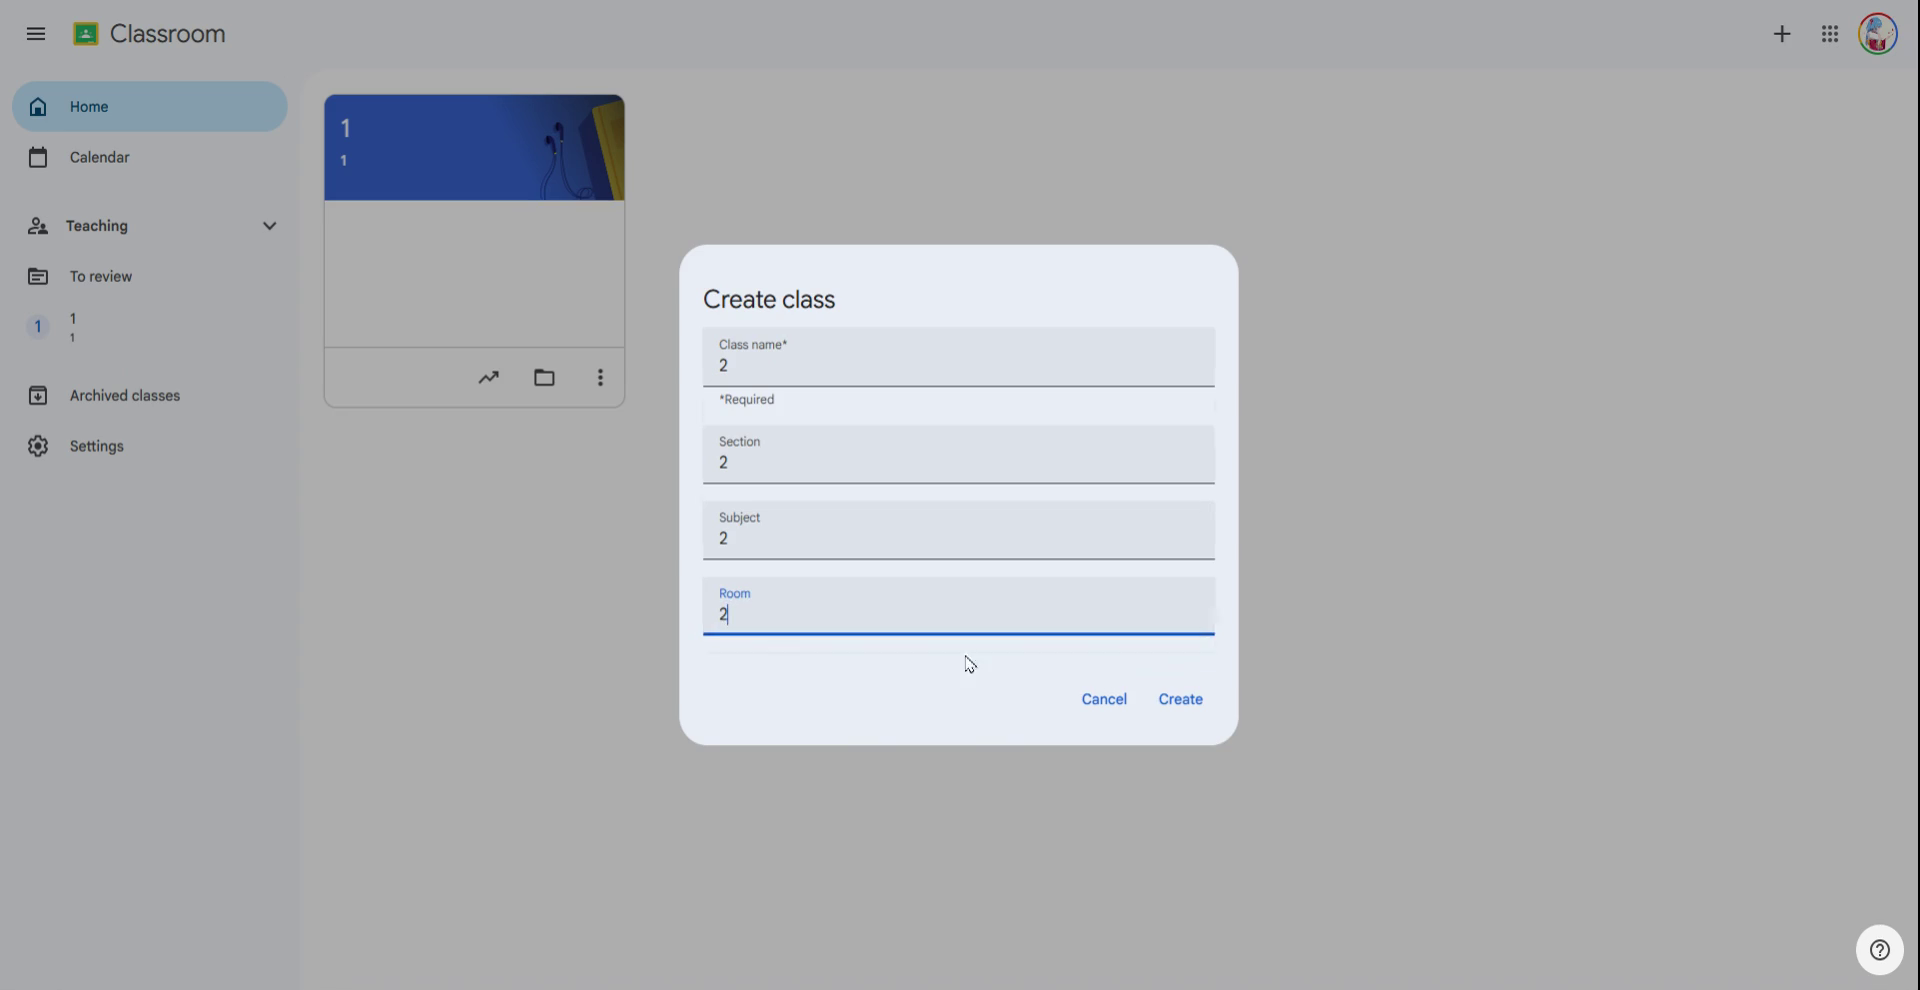 Classroom
Home
Calendar
Teaching
To review
1
1
1
Archived classes
Settings
1
1
Create class
Class name*
2
*Required
Section
2
Subject
2
Room
2
Cancel
Create